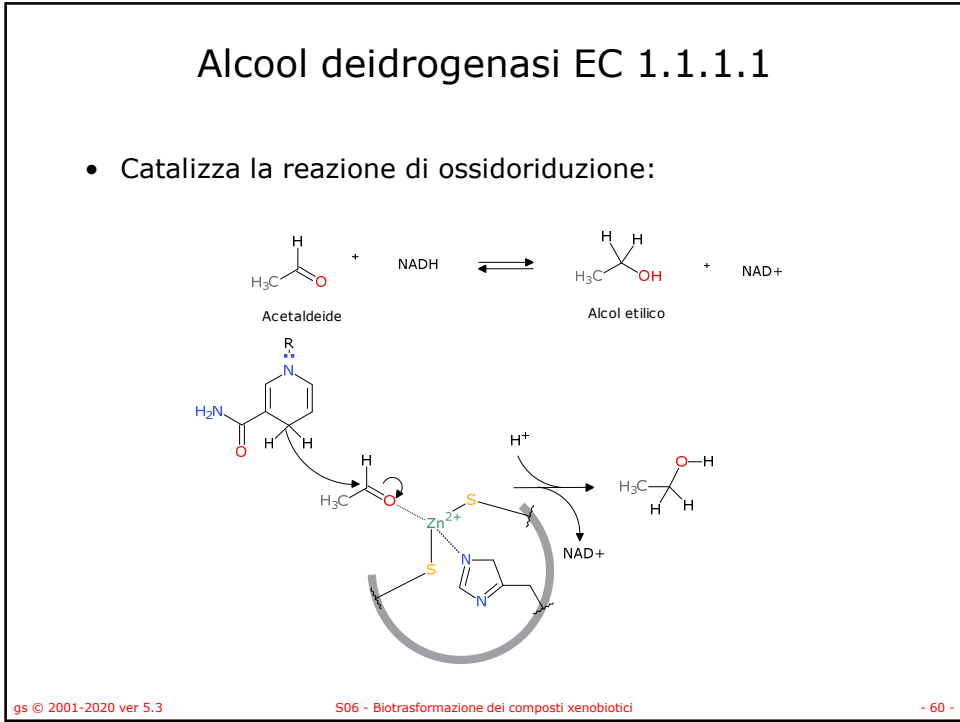 Alcool deidrogenasi EC 1.1.1.1
• Catalizza la reazione di ossidoriduzione:
H
H₃C
O
+
NADH
H H
H₃C
OH
+
NAD+
Acetaldeide
Alcol etilico
R
N
H₂N
O
H H
H
H₃C
O
Zn²⁺
S
S
N
N
H⁺
NAD+
O—H
H₃C
H
H
gs © 2001-2020 ver 5.3
S06 - Biotrasformazione dei composti xenobiotici
- 60 -